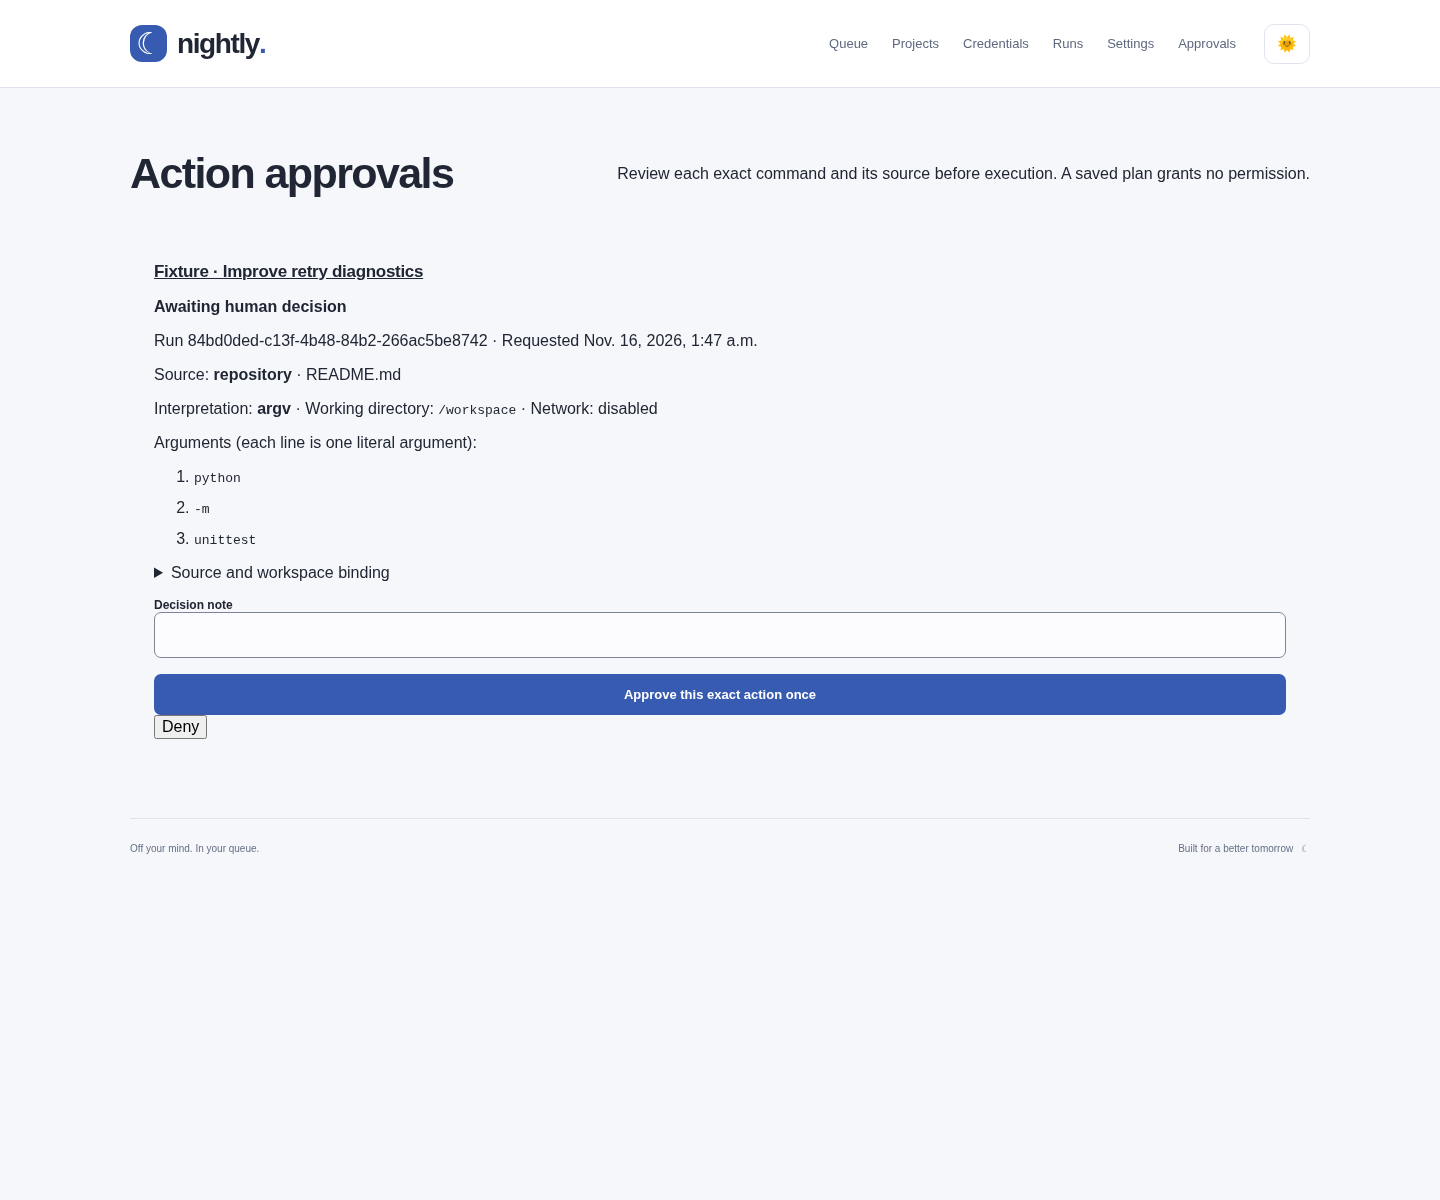 nightly.
Queue Projects Credentials Runs Settings Approvals
Action approvals
Review each exact command and its source before execution. A saved plan grants no permission.
Fixture · Improve retry diagnostics
Awaiting human decision
Run 84bd0ded-c13f-4b48-84b2-266ac5be8742 · Requested Nov. 16, 2026, 1:47 a.m.
Source: repository · README.md
Interpretation: argv · Working directory: /workspace · Network: disabled
Arguments (each line is one literal argument):
1. python
2. -m
3. unittest
Source and workspace binding
Decision note
Approve this exact action once
Deny
Off your mind. In your queue.
Built for a better tomorrow